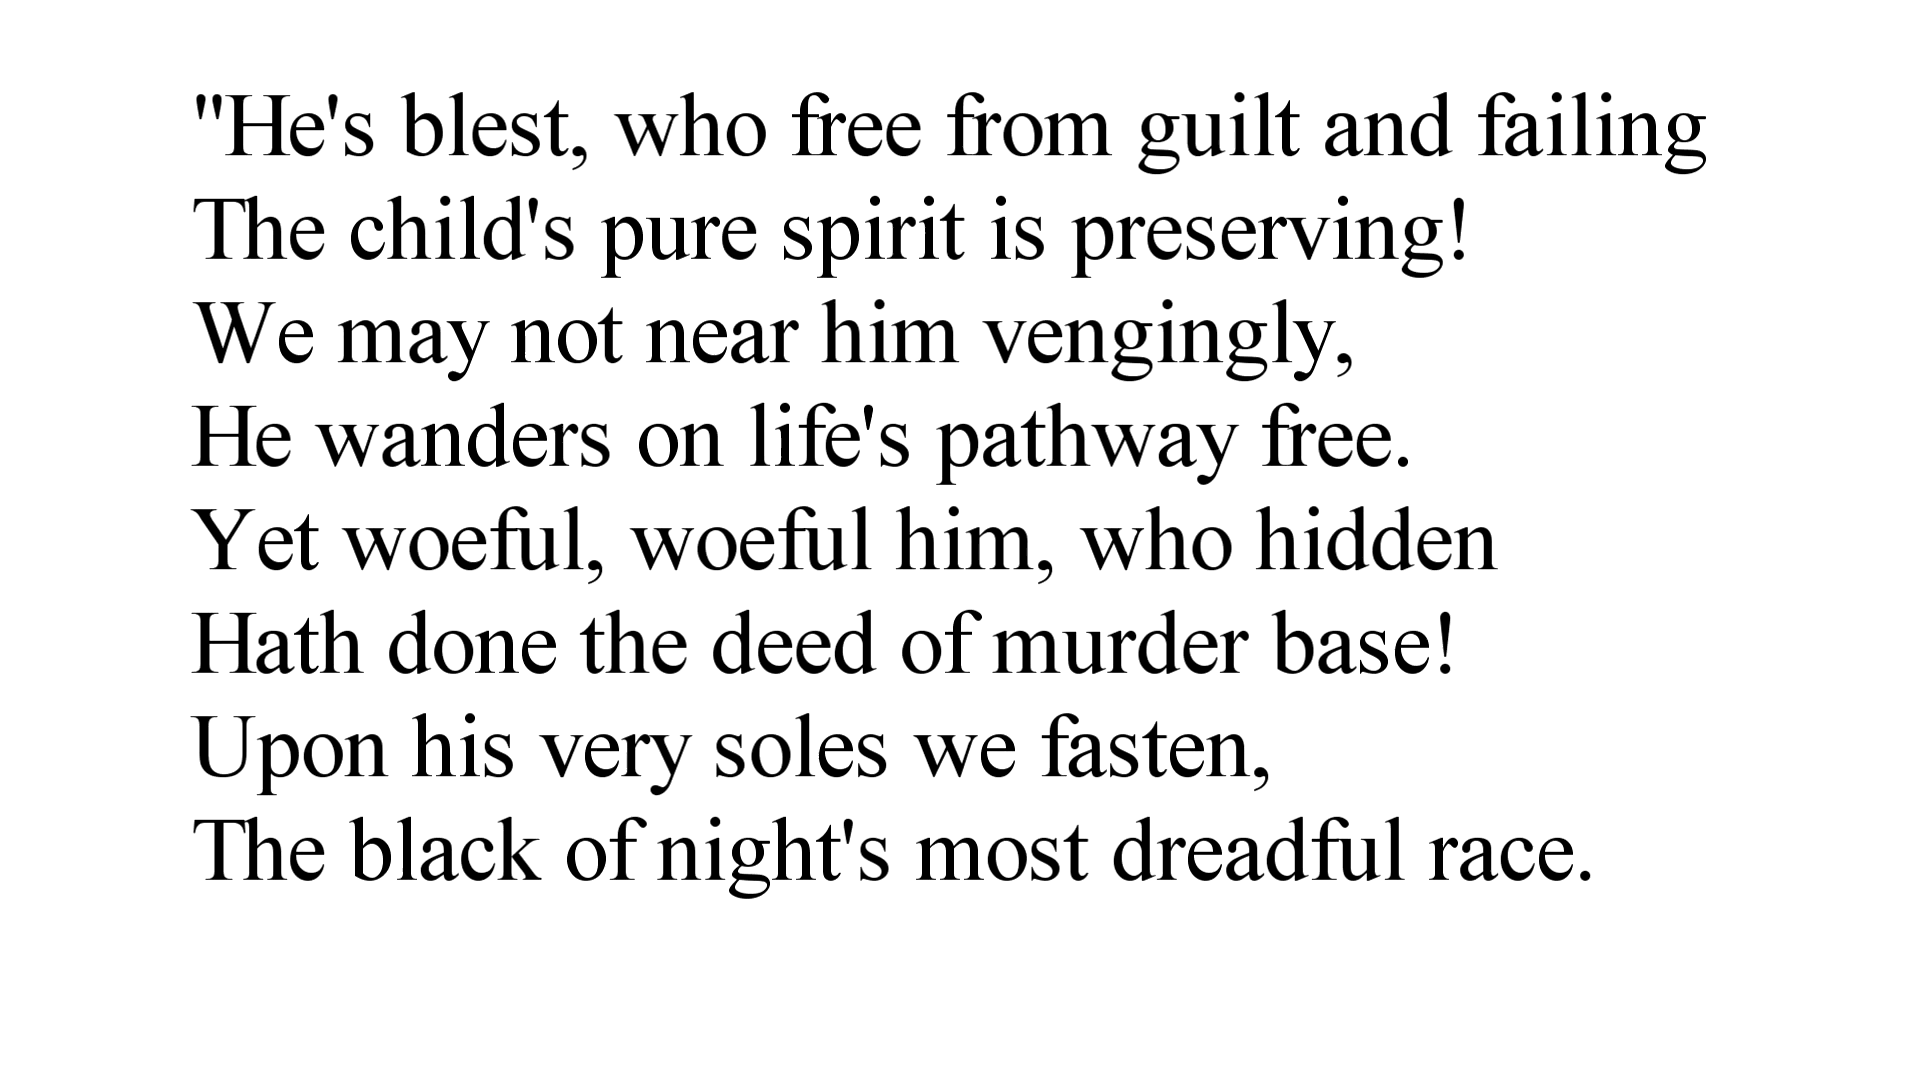 "He's blest, who free from guilt and failing
The child's pure spirit is preserving!
We may not near him vengingly,
He wanders on life's pathway free.
Yet woeful, woeful him, who hidden
Hath done the deed of murder base!
Upon his very soles we fasten,
The black of night's most dreadful race.